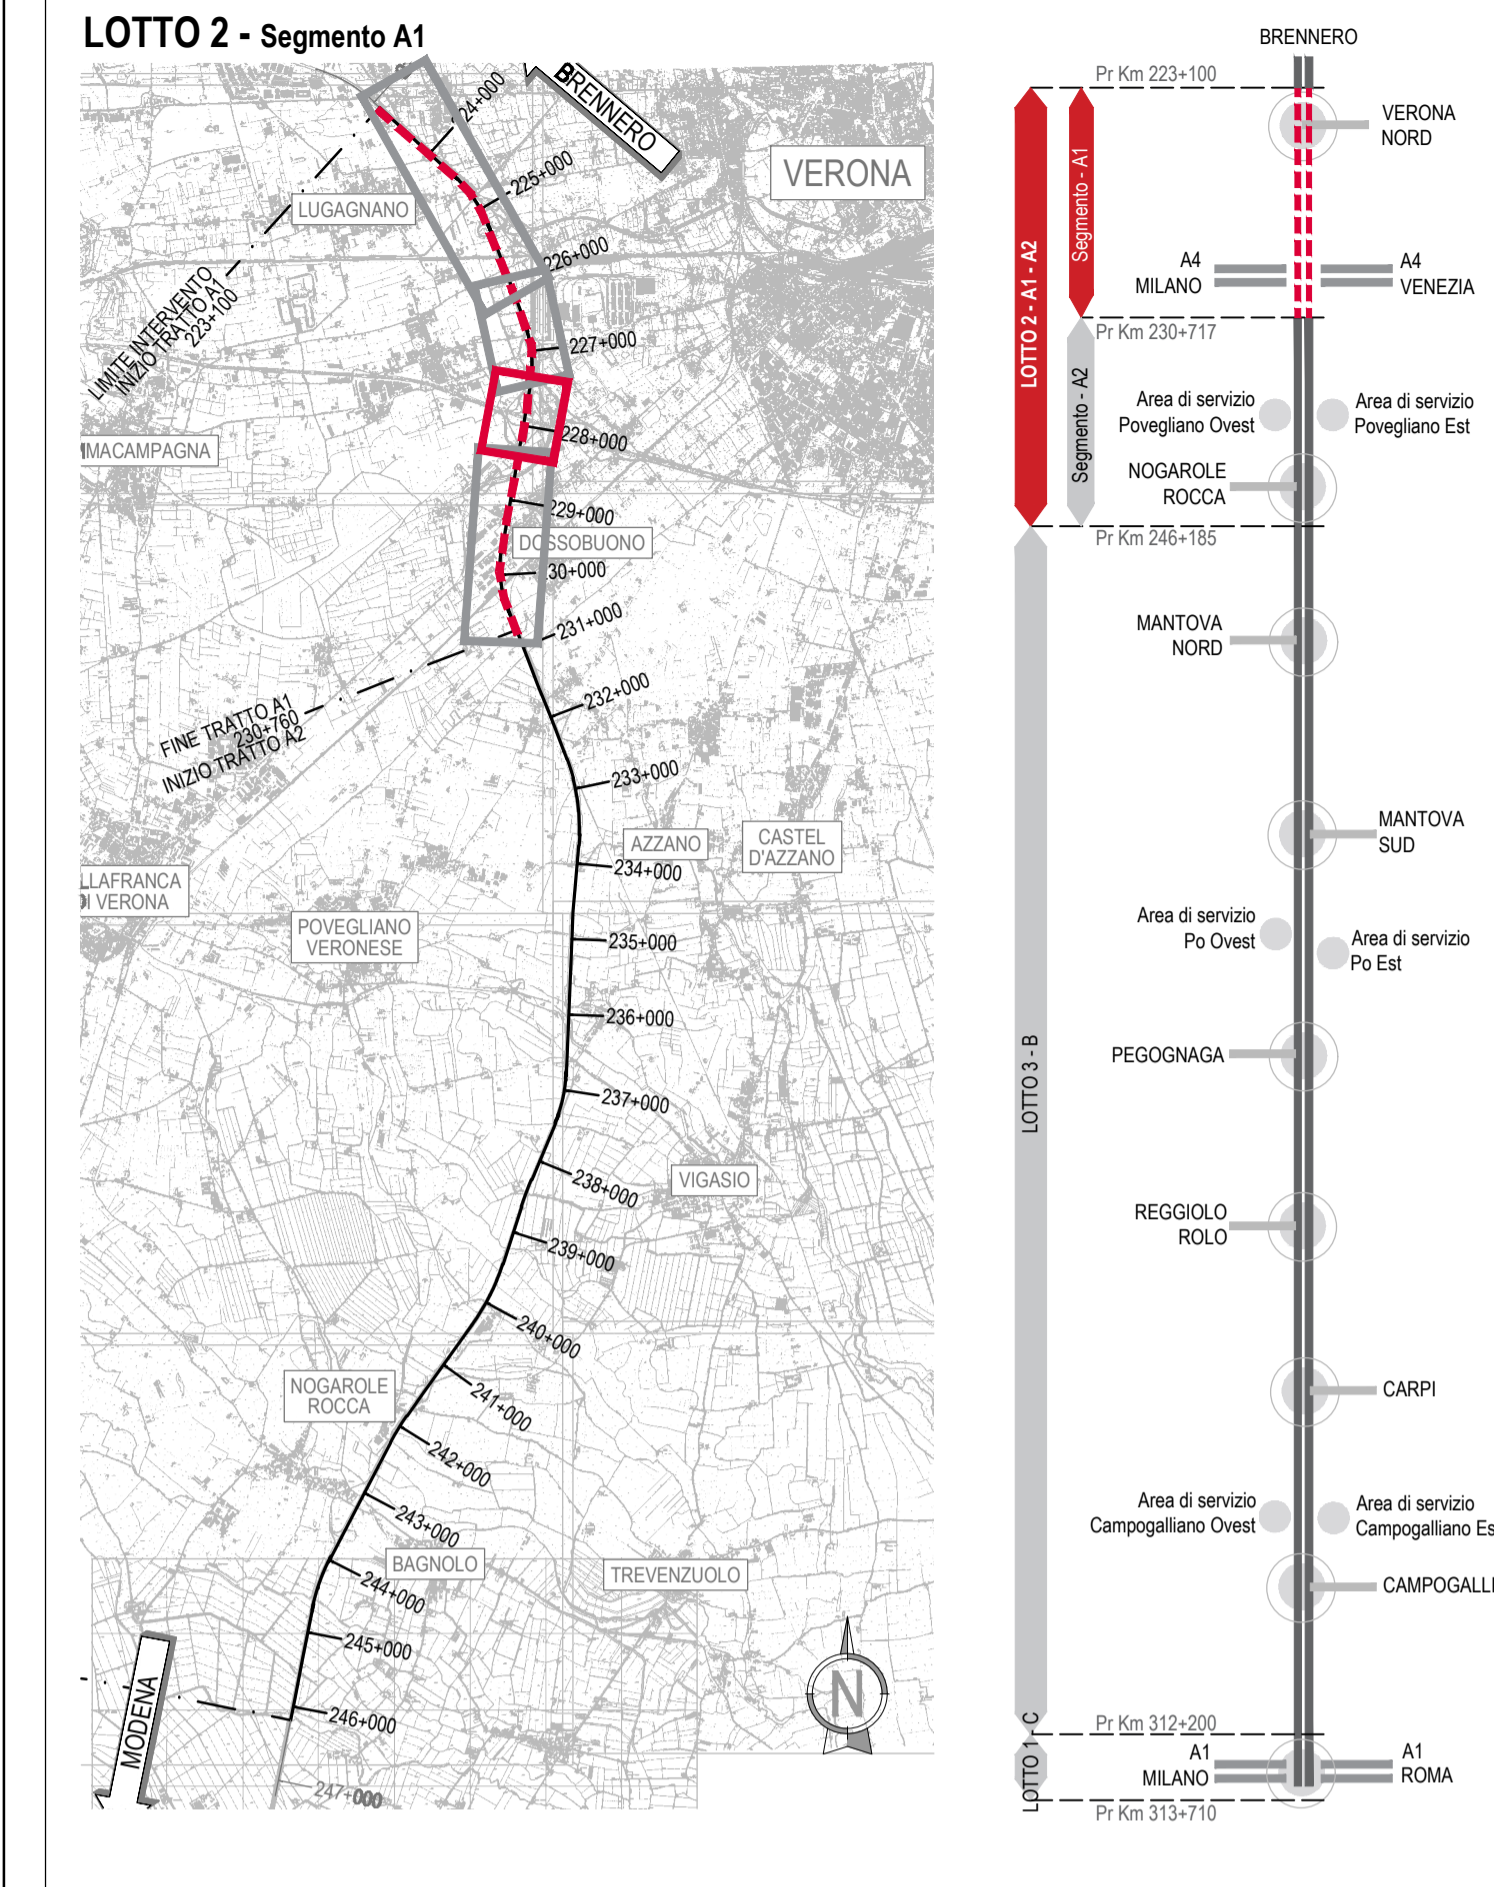 LOTTO 2 - Segmento A1
BRENNERO
VERONA
LUGAGNANO
24+000
225+000
226+000
227+000
228+000
229+000
30+000
231+000
232+000
233+000
234+000
235+000
236+000
237+000
238+000
239+000
240+000
241+000
242+000
243+000
244+000
245+000
246+000
247+000
LIMITE INTERVENTO
INIZIO TRATTO A1
223+100
MACAMPAGNA
DOSSOBUONO
FINE TRATTO A1
230+760
INIZIO TRATTO A2
AZZANO
CASTEL
D'AZZANO
LLAFRANCA
DI VERONA
POVEGLIANO
VERONESE
VIGASIO
NOGAROLE
ROCCA
BAGNOLO
TREVENZUOLO
MODENA
N
BRENNERO
Pr Km 223+100
VERONA
NORD
LOTTO 2 - A1 - A2
Segmento - A1
A4
MILANO
A4
VENEZIA
Pr Km 230+717
Segmento - A2
Area di servizio
Povegliano Ovest
Area di servizio
Povegliano Est
NOGAROLE
ROCCA
Pr Km 246+185
MANTOVA
NORD
MANTOVA
SUD
Area di servizio
Po Ovest
Area di servizio
Po Est
LOTTO 3 - B
PEGOGNAGA
REGGIOLO
ROLO
CARPI
Area di servizio
Campogalliano Ovest
Area di servizio
Campogalliano Es
CAMPOGALLI
LOTTO 1 - C
Pr Km 312+200
A1
MILANO
A1
ROMA
Pr Km 313+710